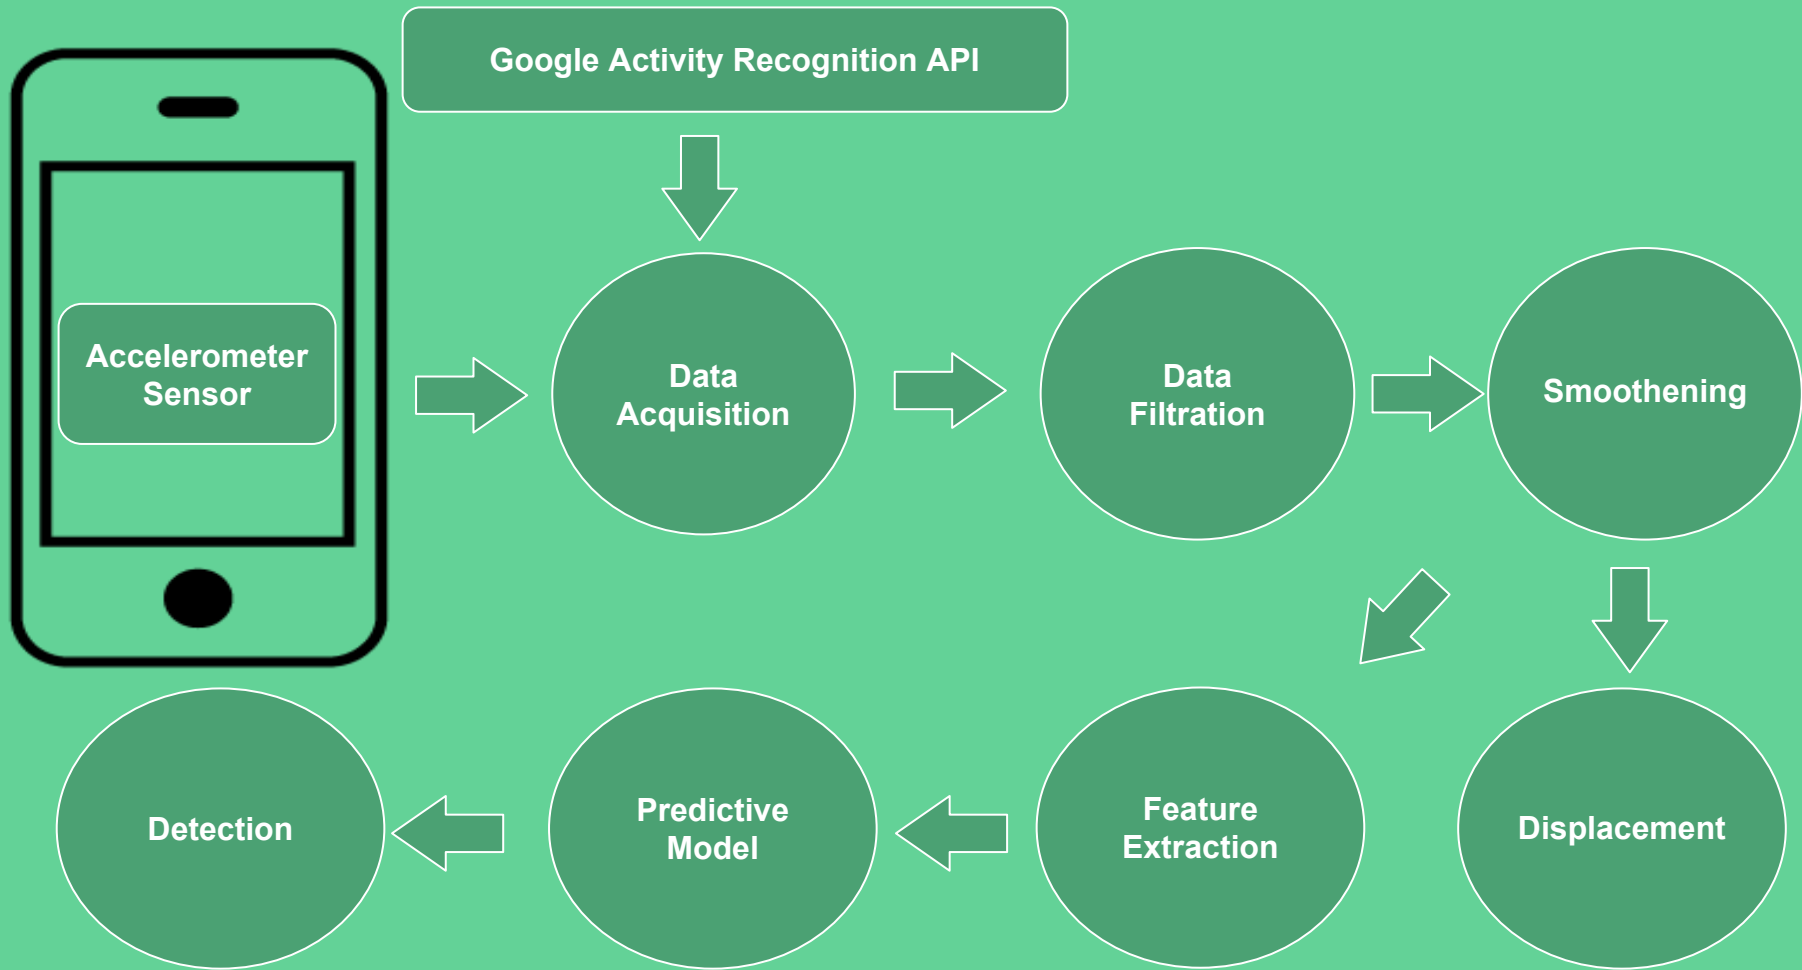 Google Activity Recognition API
Accelerometer
Sensor
Data
Acquisition
Data
Filtration
Smoothening
Detection
Predictive
Model
Feature
Extraction
Displacement